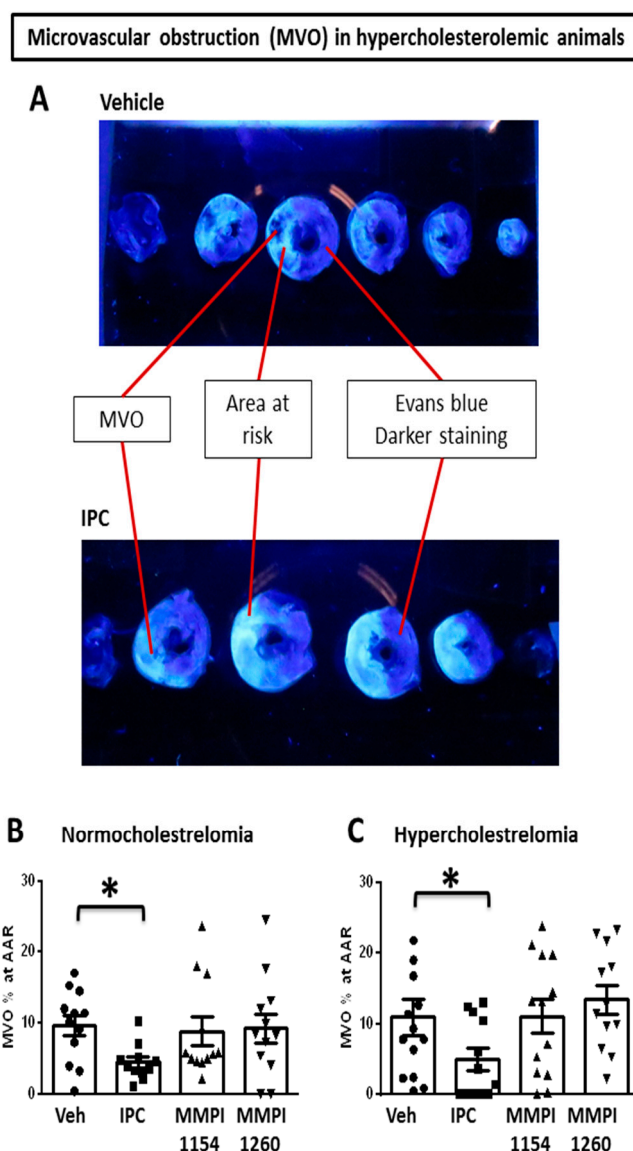 Microvascular obstruction (MVO) in hypercholesterolemic animals
A
Vehicle
MVO
Area at
risk
Evans blue
Darker staining
IPC
B
Normocholestrelomia
MVO % at AAR
30
20
10
0
*
Veh
IPC
MMPI
1154
MMPI
1260
C
Hypercholestrelomia
MVO % at AAR
30
20
10
0
*
Veh
IPC
MMPI
1154
MMPI
1260